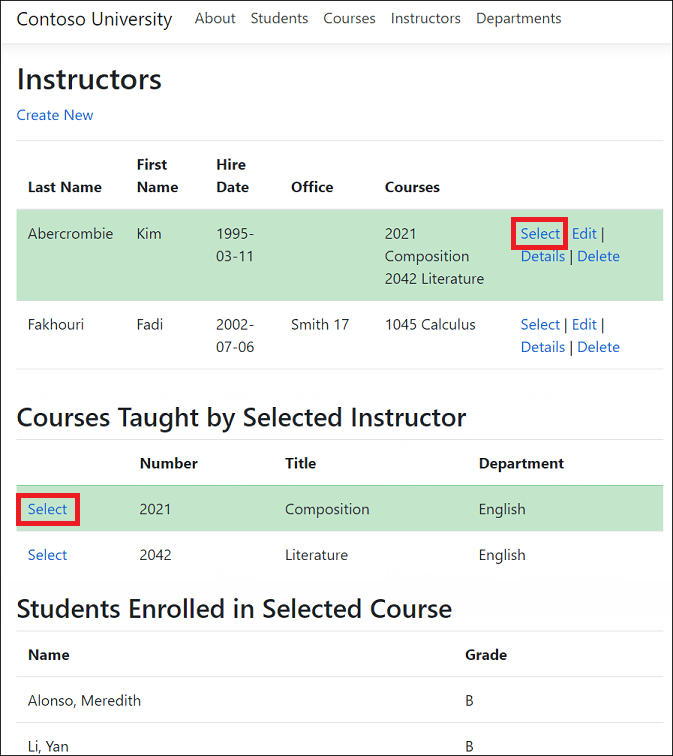 Contoso University About Students Courses Instructors Departments
Instructors
Create New
First Hire
Last Name Name Date Office Courses
Abercrombie Kim 1995- 2021 Select Edit |
03-11 Composition Details | Delete
2042 Literature
Fakhouri Fadi 2002- Smith 17 1045 Calculus Select | Edit |
07-06 Details | Delete
Courses Taught by Selected Instructor
Number Title Department
Select 2021 Composition English
Select 2042 Literature English
Students Enrolled in Selected Course
Name Grade
Alonso, Meredith B
Li, Yan B